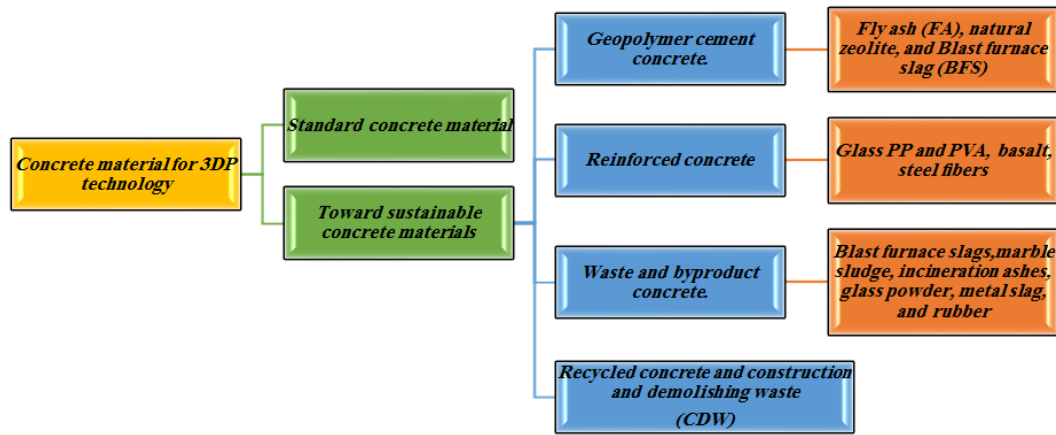 Concrete material for 3DP
technology
Standard concrete material
Toward sustainable
concrete materials
Geopolymer cement
concrete.
Fly ash (FA), natural
zeolite, and Blast furnace
slag (BFS)
Reinforced concrete
Glass PP and PVA, basalt,
steel fibers
Waste and byproduct
concrete.
Blast furnace slags,marble
sludge, incineration ashes,
glass powder, metal slag,
and rubber
Recycled concrete and construction
and demolishing waste
(CDW)